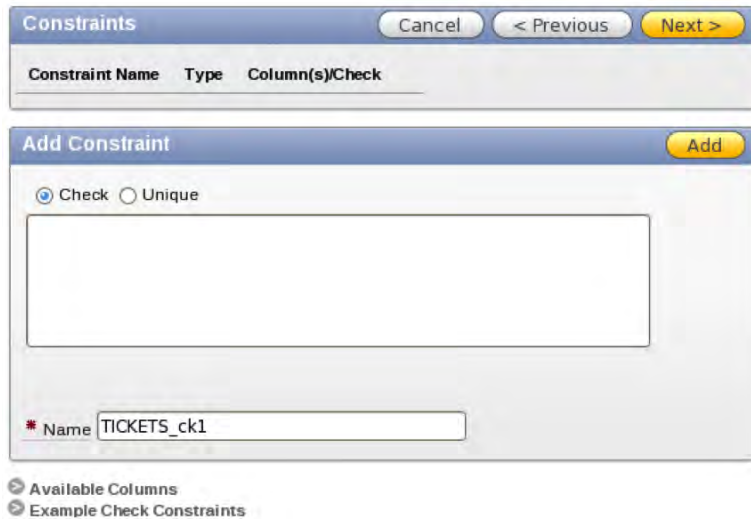 Constraints Cancel < Previous Next >
Constraint Name Type Column(s)/Check
Add Constraint Add
Check Unique
* Name TICKETS_ck1
Available Columns
Example Check Constraints